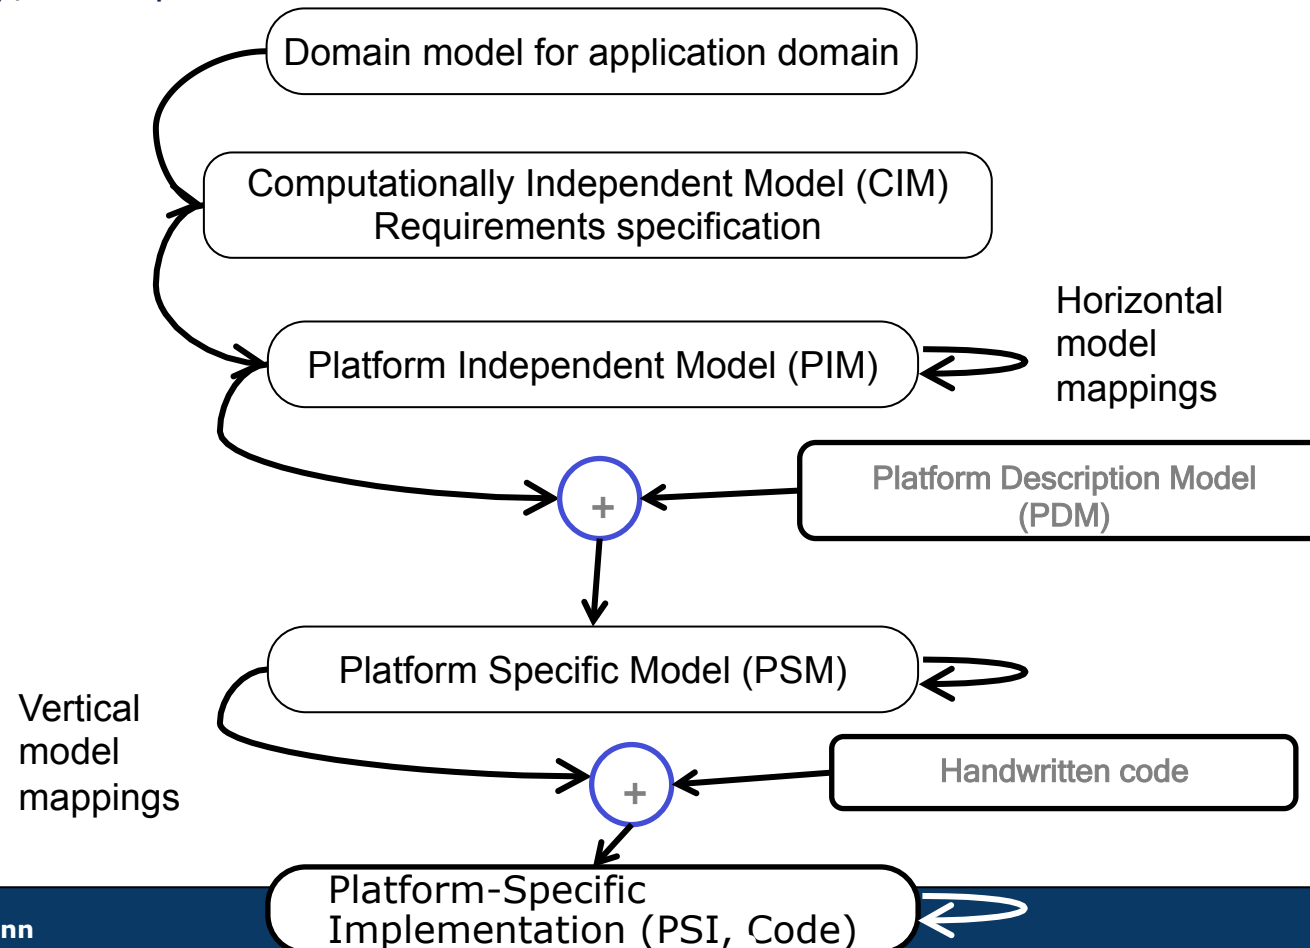 Domain model for application domain
Computationally Independent Model (CIM)
Requirements specification
Horizontal
model
mappings
Platform Independent Model (PIM)
Platform Description Model
(PDM)
+
Platform Specific Model (PSM)
Vertical
model
mappings
Handwritten code
+
Platform-Specific
Implementation (PSI, Code)
nn